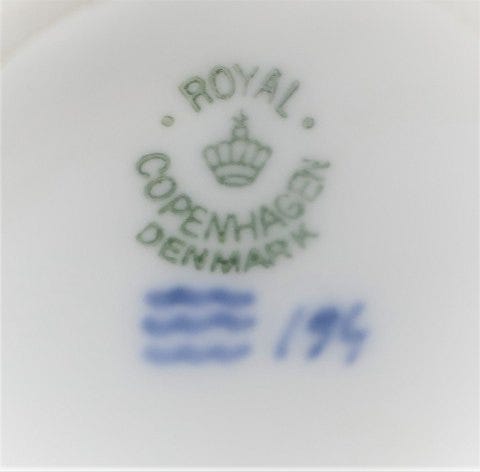 ROYAL
COPENHAGEN
DENMARK
194